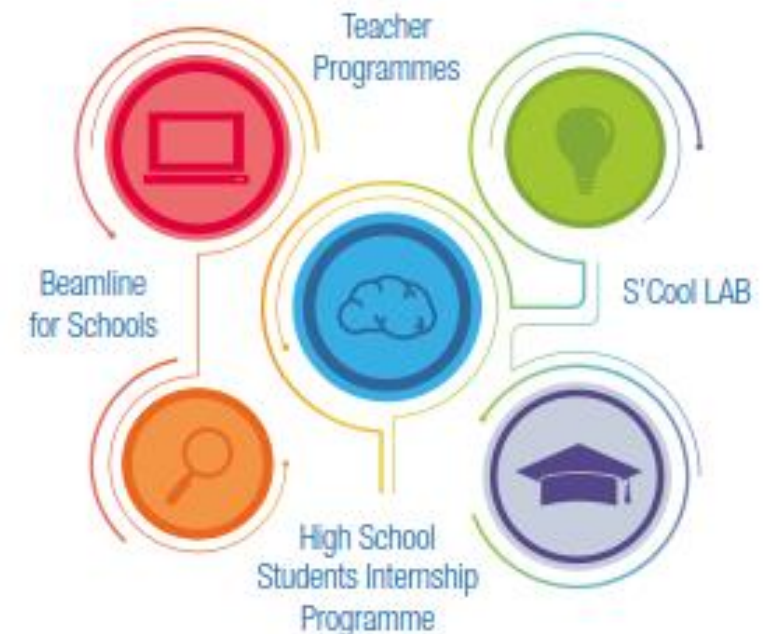 Teacher
Programmes
Beamline
for Schools
S'Cool LAB
High School
Students Internship
Programme